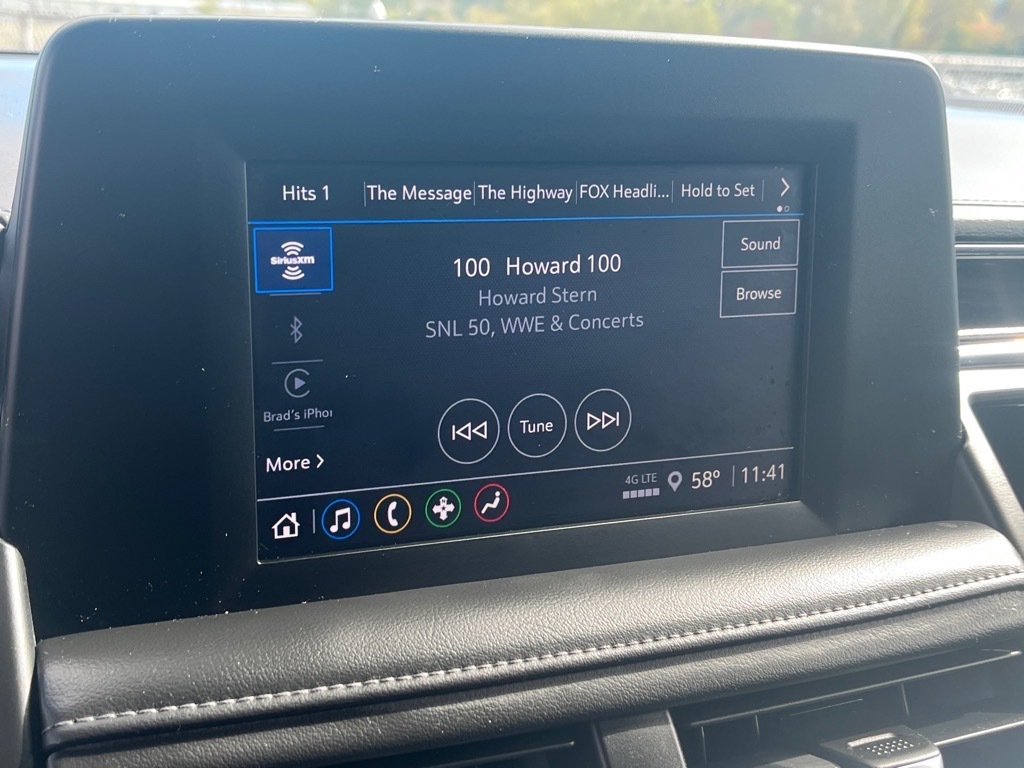 Hits 1 The Message The Highway FOX Headli... Hold to Set
SiriusXM
100 Howard 100
Howard Stern
SNL 50, WWE & Concerts
Sound
Browse
Brad's iPho
More
Tune
4G LTE 58° 11:41